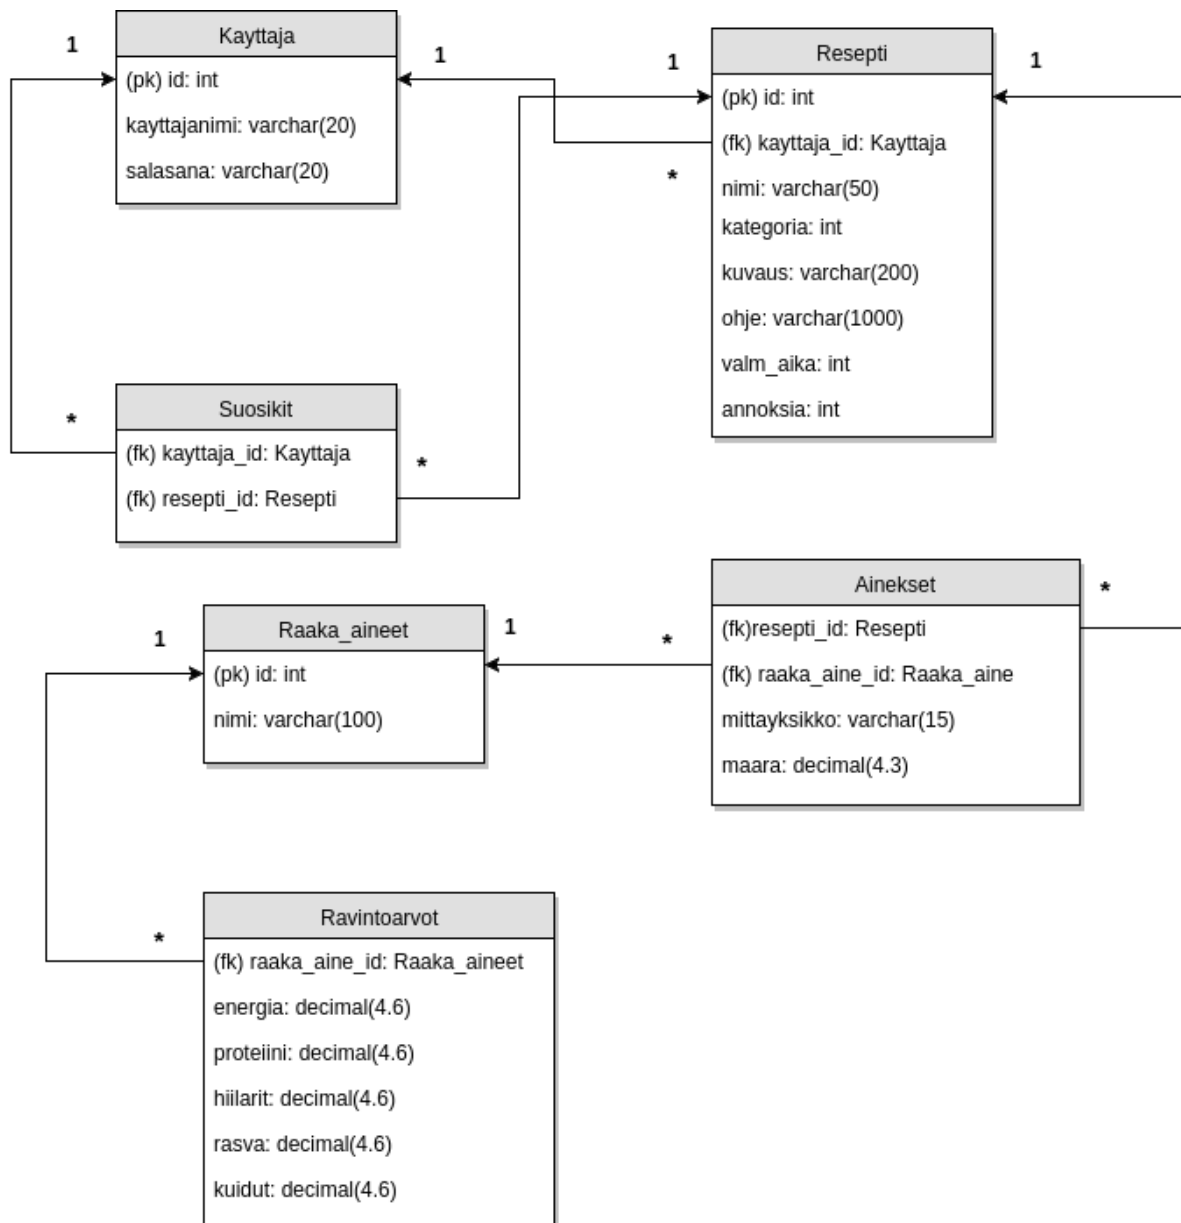 Kayttaja
(pk) id: int
kayttajanimi: varchar(20)
salasana: varchar(20)
1
1
Resepti
(pk) id: int
(fk) kayttaja_id: Kayttaja
nimi: varchar(50)
kategoria: int
kuvaus: varchar(200)
ohje: varchar(1000)
valm_aika: int
annoksia: int
1
1
*
Suosikit
(fk) kayttaja_id: Kayttaja
(fk) resepti_id: Resepti
*
*
Raaka_aineet
(pk) id: int
nimi: varchar(100)
1
1
Ainekset
(fk)resepti_id: Resepti
(fk) raaka_aine_id: Raaka_aine
mittayksikko: varchar(15)
maara: decimal(4.3)
*
*
Ravintoarvot
(fk) raaka_aine_id: Raaka_aineet
energia: decimal(4.6)
proteiini: decimal(4.6)
hiilarit: decimal(4.6)
rasva: decimal(4.6)
kuidut: decimal(4.6)
*